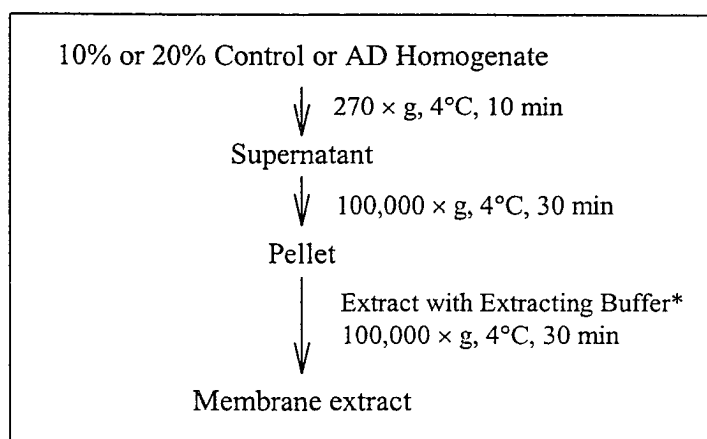 10% or 20% Control or AD Homogenate
270 × g, 4°C, 10 min
Supernatant
100,000 × g, 4°C, 30 min
Pellet
Extract with Extracting Buffer*
100,000 × g, 4°C, 30 min
Membrane extract